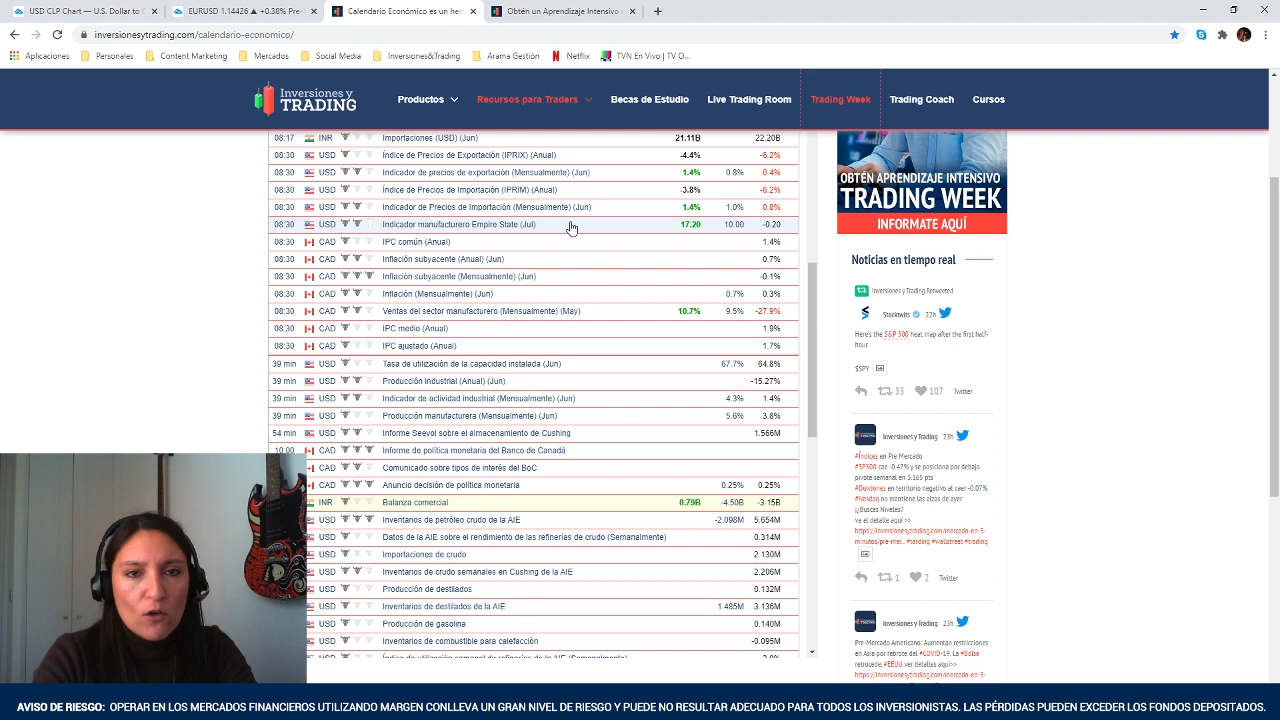 USD CLP Chart — U.S. Dollar to C
EURUSD 1.14426 ▲ +0.38% Pre-M
Calendario Económico es un herr
Obtén un Aprendizaje Intensivo c
inversionesytrading.com/calendario-economico/
Aplicaciones Personales Content Marketing Mercados Social Media Inversiones&Trading Arama Gestión Netflix TVN En Vivo | TV O...
Inversiones y
TRADING
Productos Recursos para Traders Becas de Estudio Live Trading Room Trading Week Trading Coach Cursos
08:17 INR Importaciones (USD) (Jun) 21.11B 22.20B
08:30 USD Índice de Precios de Exportación (IPRIX) (Anual) -4.4% -6.2%
08:30 USD Indicador de precios de exportación (Mensualmente) (Jun) 1.4% 0.8% 0.4%
08:30 USD Índice de Precios de Importación (IPRIM) (Anual) -3.8% -6.2%
08:30 USD Indicador de Precios de Importación (Mensualmente) (Jun) 1.4% 1.0% 0.8%
08:30 USD Indicador manufacturero Empire State (Jul) 17.20 10.00 -0.20
08:30 CAD IPC común (Anual) 1.4%
08:30 CAD Inflación subyacente (Anual) (Jun) 0.7%
08:30 CAD Inflación subyacente (Mensualmente) (Jun) -0.1%
08:30 CAD Inflación (Mensualmente) (Jun) 0.7% 0.3%
08:30 CAD Ventas del sector manufacturero (Mensualmente) (May) 10.7% 9.5% -27.9%
08:30 CAD IPC medio (Anual) 1.9%
08:30 CAD IPC ajustado (Anual) 1.7%
39 min USD Tasa de utilización de la capacidad instalada (Jun) 67.7% 64.8%
39 min USD Producción industrial (Anual) (Jun) -15.27%
39 min USD Indicador de actividad industrial (Mensualmente) (Jun) 4.3% 1.4%
39 min USD Producción manufacturera (Mensualmente) (Jun) 5.6% 3.8%
54 min USD Informe Seevol sobre el almacenamiento de Cushing 1.566M
10:00 CAD Informe de política monetaria del Banco de Canadá
CAD Comunicado sobre tipos de interés del BoC
CAD Anuncio decisión de política monetaria 0.25% 0.25%
INR Balanza comercial 0.79B -4.50B -3.15B
USD Inventarios de petróleo crudo de la AIE -2.098M 5.654M
USD Datos de la AIE sobre el rendimiento de las refinerías de crudo (Semanalmente) 0.314M
USD Importaciones de crudo 2.130M
USD Inventarios de crudo semanales en Cushing de la AIE 2.206M
USD Producción de destilados 0.132M
USD Inventarios de destilados de la AIE 1.485M 3.136M
USD Producción de gasolina 0.140M
USD Inventarios de combustible para calefacción -0.095M
OBTÉN APRENDIZAJE INTENSIVO
TRADING WEEK
INFORMATE AQUÍ
Noticias en tiempo real
Inversiones y Trading Retweeted
Stocktwits 22h
Here's the S&P 500 heat map after the first half-
hour.
$SPY
35 107 Twitter
Inversiones y Trading 23h
#Índices en Pre Mercado
#SP500 cae -0.47% y se posiciona por debajo
pivote semanal en 3.165 pts
#DowJones en territorio negativo al caer -0.07%
#Nasdaq no mantiene las alzas de ayer
¡¿Busces Niveles?
ve el detalle aquí >>
https://inversionesytrading.com/mercado-en-5-
minutos/pre-mer... #tarding #wallstreet #trading
1 2 Twitter
Inversiones y Trading 23h
Pre-Mercado Americano: Aumentan restricciones
en Asia por rebrote del #COVID-19. La #Bolsa
retrocede. #EEUU ver detalles aquí>>
https://inversionesytrading.com/mercado-en-5-
AVISO DE RIESGO: OPERAR EN LOS MERCADOS FINANCIEROS UTILIZANDO MARGEN CONLLEVA UN GRAN NIVEL DE RIESGO Y PUEDE NO RESULTAR ADECUADO PARA TODOS LOS INVERSIONISTAS. LAS PÉRDIDAS PUEDEN EXCEDER LOS FONDOS DEPOSITADOS.